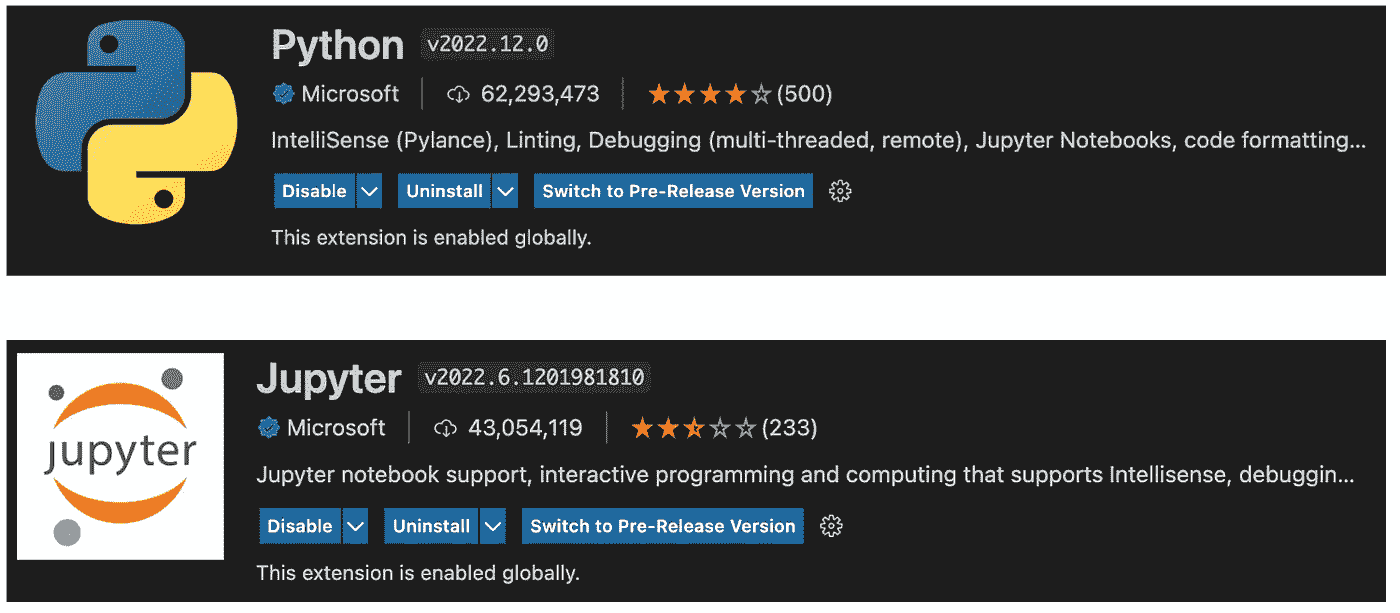 Python v2022.12.0
Microsoft 62,293,473 (500)
IntelliSense (Pylance), Linting, Debugging (multi-threaded, remote), Jupyter Notebooks, code formatting...
Disable Uninstall Switch to Pre-Release Version
This extension is enabled globally.
jupyter
Jupyter v2022.6.1201981810
Microsoft 43,054,119 (233)
Jupyter notebook support, interactive programming and computing that supports Intellisense, debuggin...
Disable Uninstall Switch to Pre-Release Version
This extension is enabled globally.